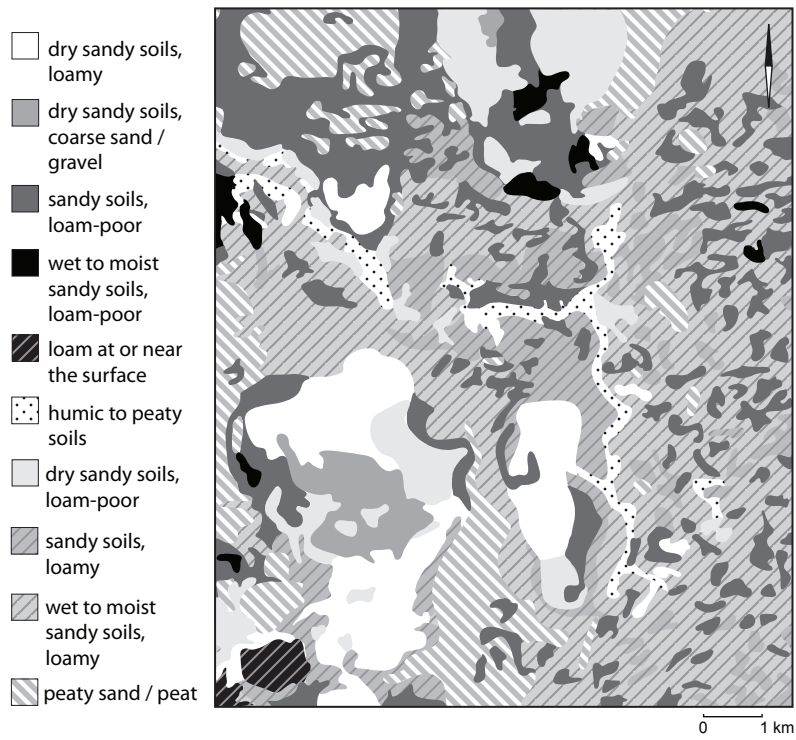 dry sandy soils,
loamy
dry sandy soils,
coarse sand /
gravel
sandy soils,
loam-poor
wet to moist
sandy soils,
loam-poor
loam at or near
the surface
humic to peaty
soils
dry sandy soils,
loam-poor
sandy soils,
loamy
wet to moist
sandy soils,
loamy
peaty sand / peat
0 1 km